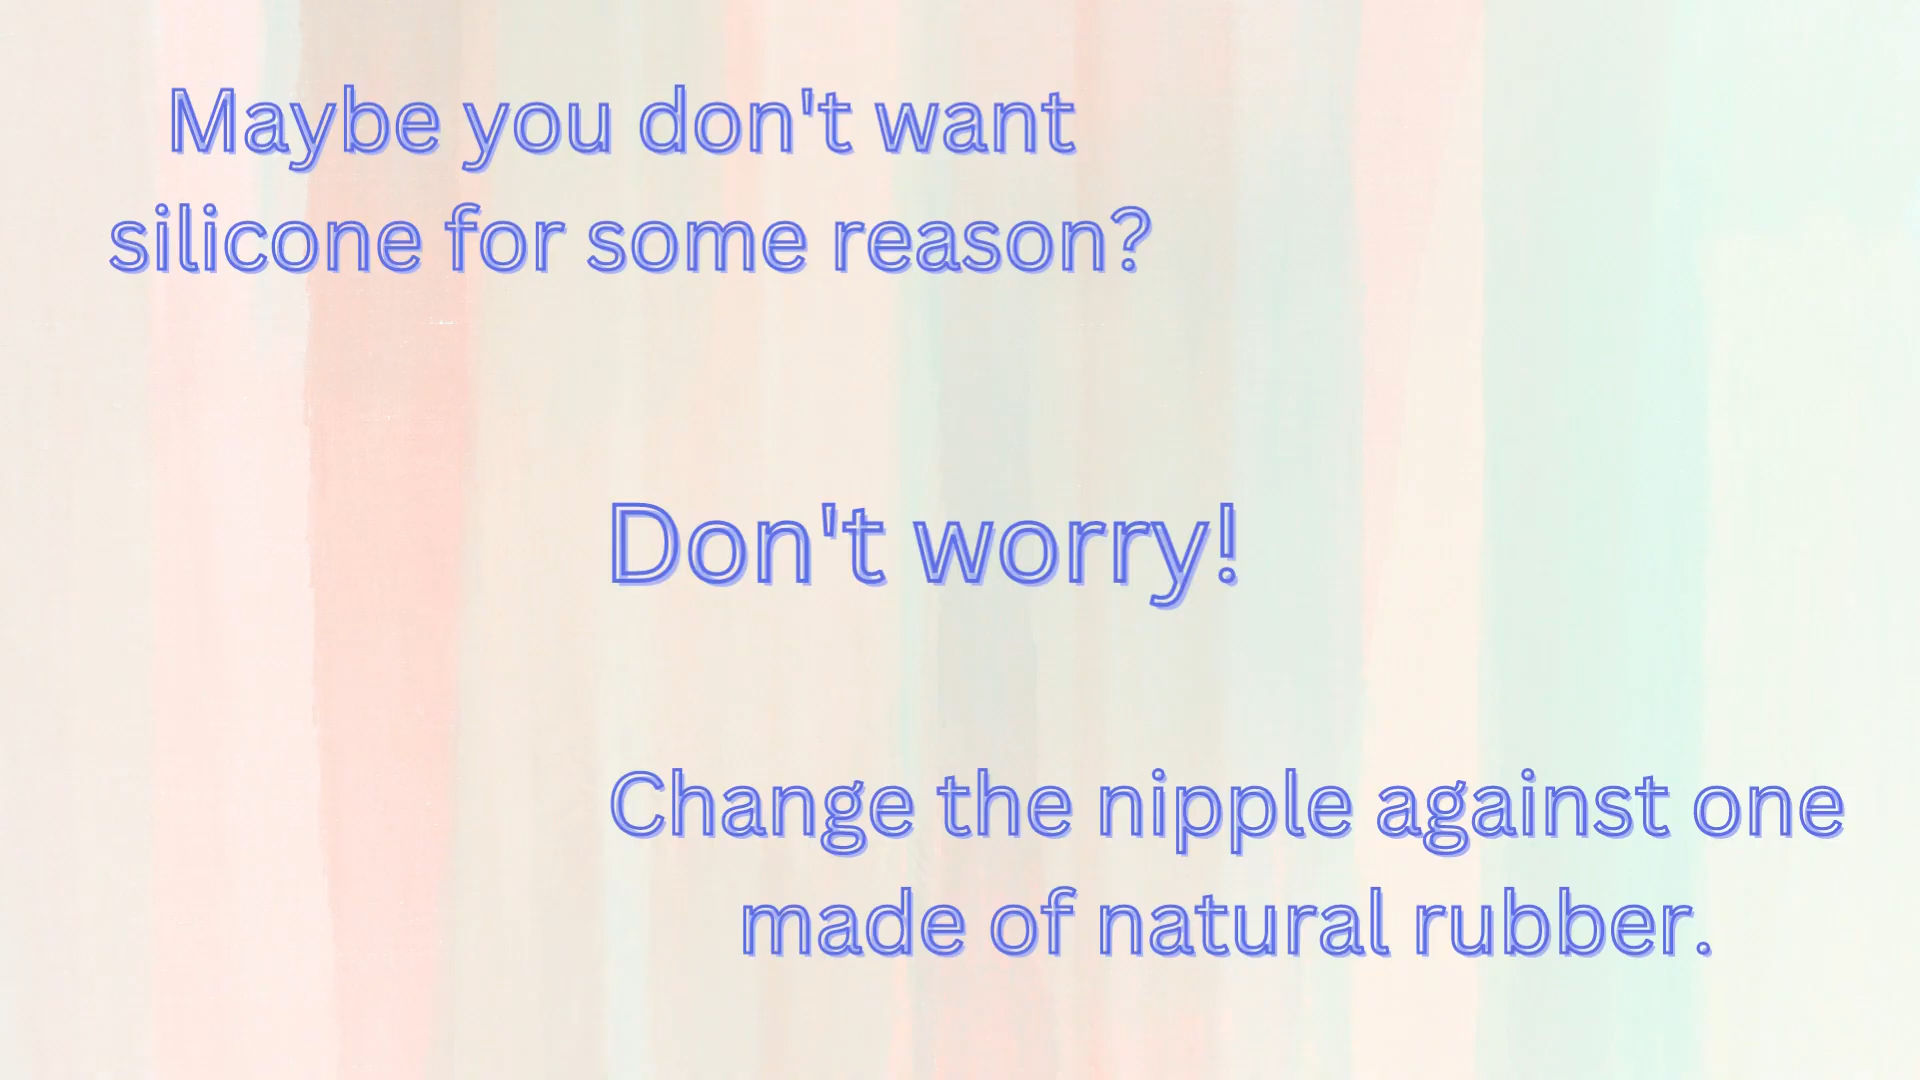 Maybe you don't want
silicone for some reason?
Don't worry!
Change the nipple against one
made of natural rubber.